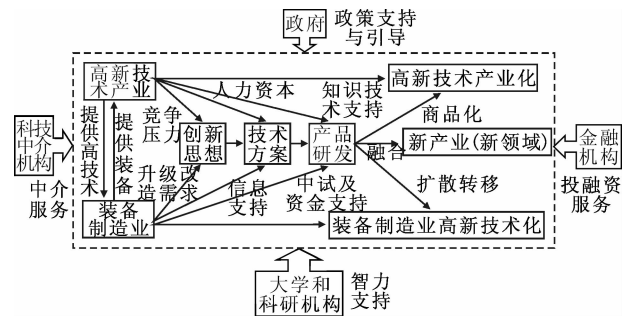 政府
政策支持
与引导
高新技
术产业
人力资本
知识技
术支持
高新技术产业化
提供高技术
提供装备
竞争
压力
创新
思想
技术
方案
产品
研发
商品化
融合
新产业(新领域)
科技
中介
机构
中介
服务
金融
机构
投融资
服务
升级改
造需求
信息
支持
中试及
资金支持
扩散转移
装备
制造业
装备制造业高新技术化
大学和
科研机构
智力
支持